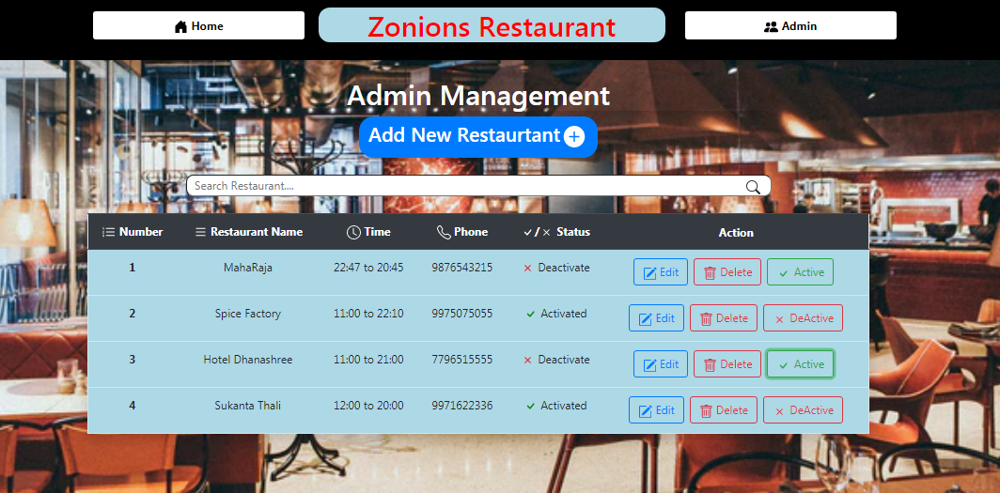 Home Zonions Restaurant Admin
Admin Management
Add New Restaurtant
Search Restaurant....
Number Restaurant Name Time Phone / Status Action
1 MahaRaja 22:47 to 20:45 9876543215 Deactivate Edit Delete Active
2 Spice Factory 11:00 to 22:10 9975075055 Activated Edit Delete DeActive
3 Hotel Dhanashree 11:00 to 21:00 7796515555 Deactivate Edit Delete Active
4 Sukanta Thali 12:00 to 20:00 9971622336 Activated Edit Delete DeActive